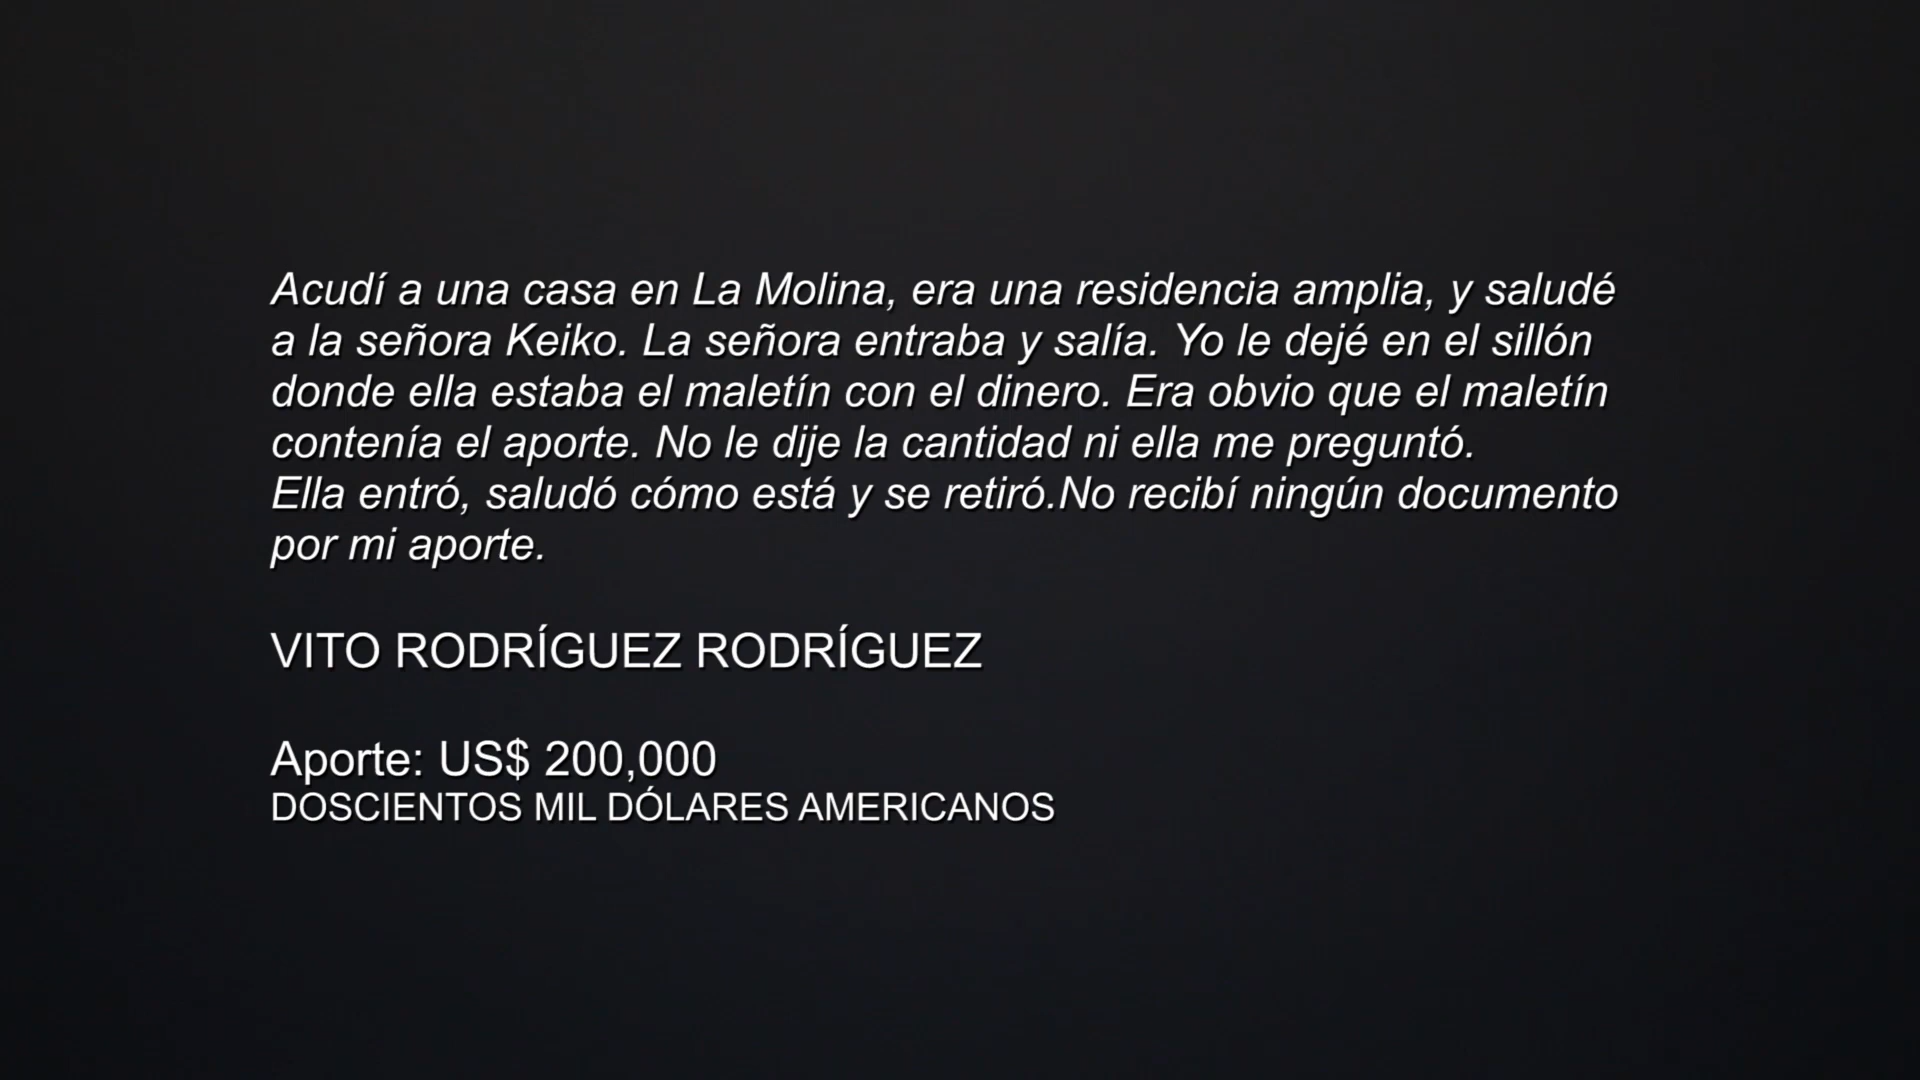 Acudí a una casa en La Molina, era una residencia amplia, y saludé
a la señora Keiko. La señora entraba y salía. Yo le dejé en el sillón
donde ella estaba el maletín con el dinero. Era obvio que el maletín
contenía el aporte. No le dije la cantidad ni ella me preguntó.
Ella entró, saludó cómo está y se retiró.No recibí ningún documento
por mi aporte.
VITO RODRÍGUEZ RODRÍGUEZ
Aporte: US$ 200,000
DOSCIENTOS MIL DÓLARES AMERICANOS